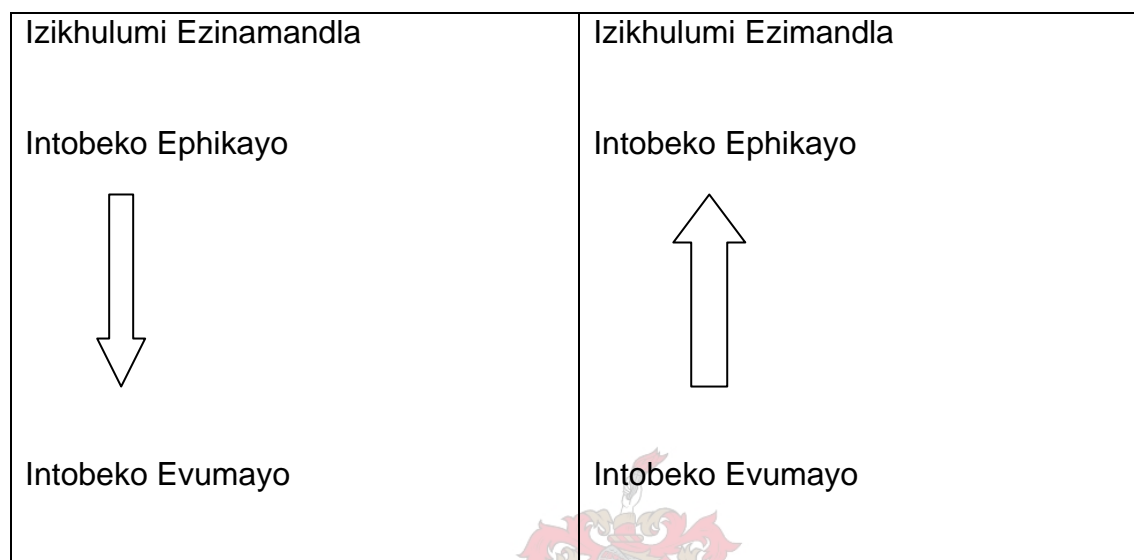 Izikhulumi Ezinamandla
Intobeko Ephikayo
Intobeko Evumayo
Izikhulumi Ezimandla
Intobeko Ephikayo
Intobeko Evumayo